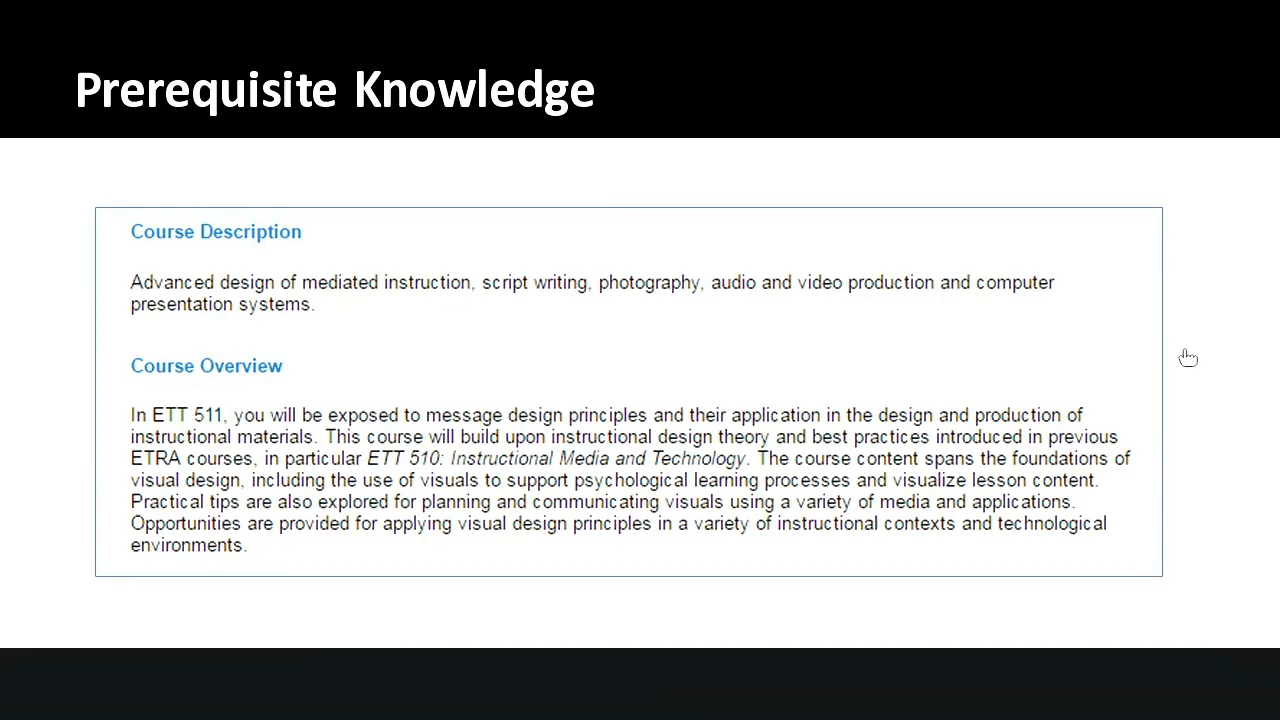 Prerequisite Knowledge
Course Description
Advanced design of mediated instruction, script writing, photography, audio and video production and computer
presentation systems.
Course Overview
In ETT 511, you will be exposed to message design principles and their application in the design and production of
instructional materials. This course will build upon instructional design theory and best practices introduced in previous
ETRA courses, in particular ETT 510: Instructional Media and Technology. The course content spans the foundations of
visual design, including the use of visuals to support psychological learning processes and visualize lesson content.
Practical tips are also explored for planning and communicating visuals using a variety of media and applications.
Opportunities are provided for applying visual design principles in a variety of instructional contexts and technological
environments.